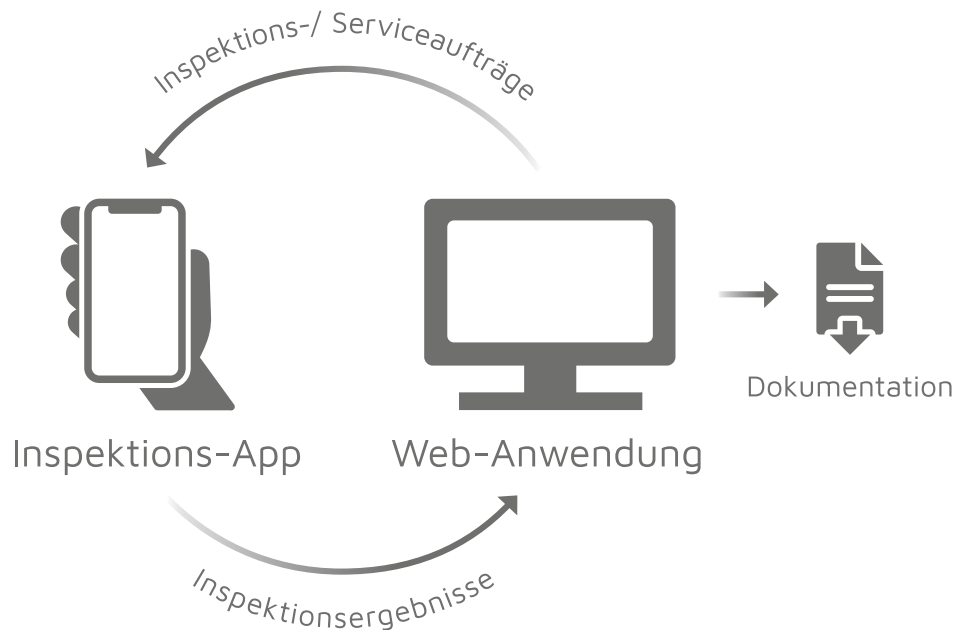 Inspektions-/ Serviceaufträge
Dokumentation
Inspektions-App
Web-Anwendung
Inspektionsergebnisse